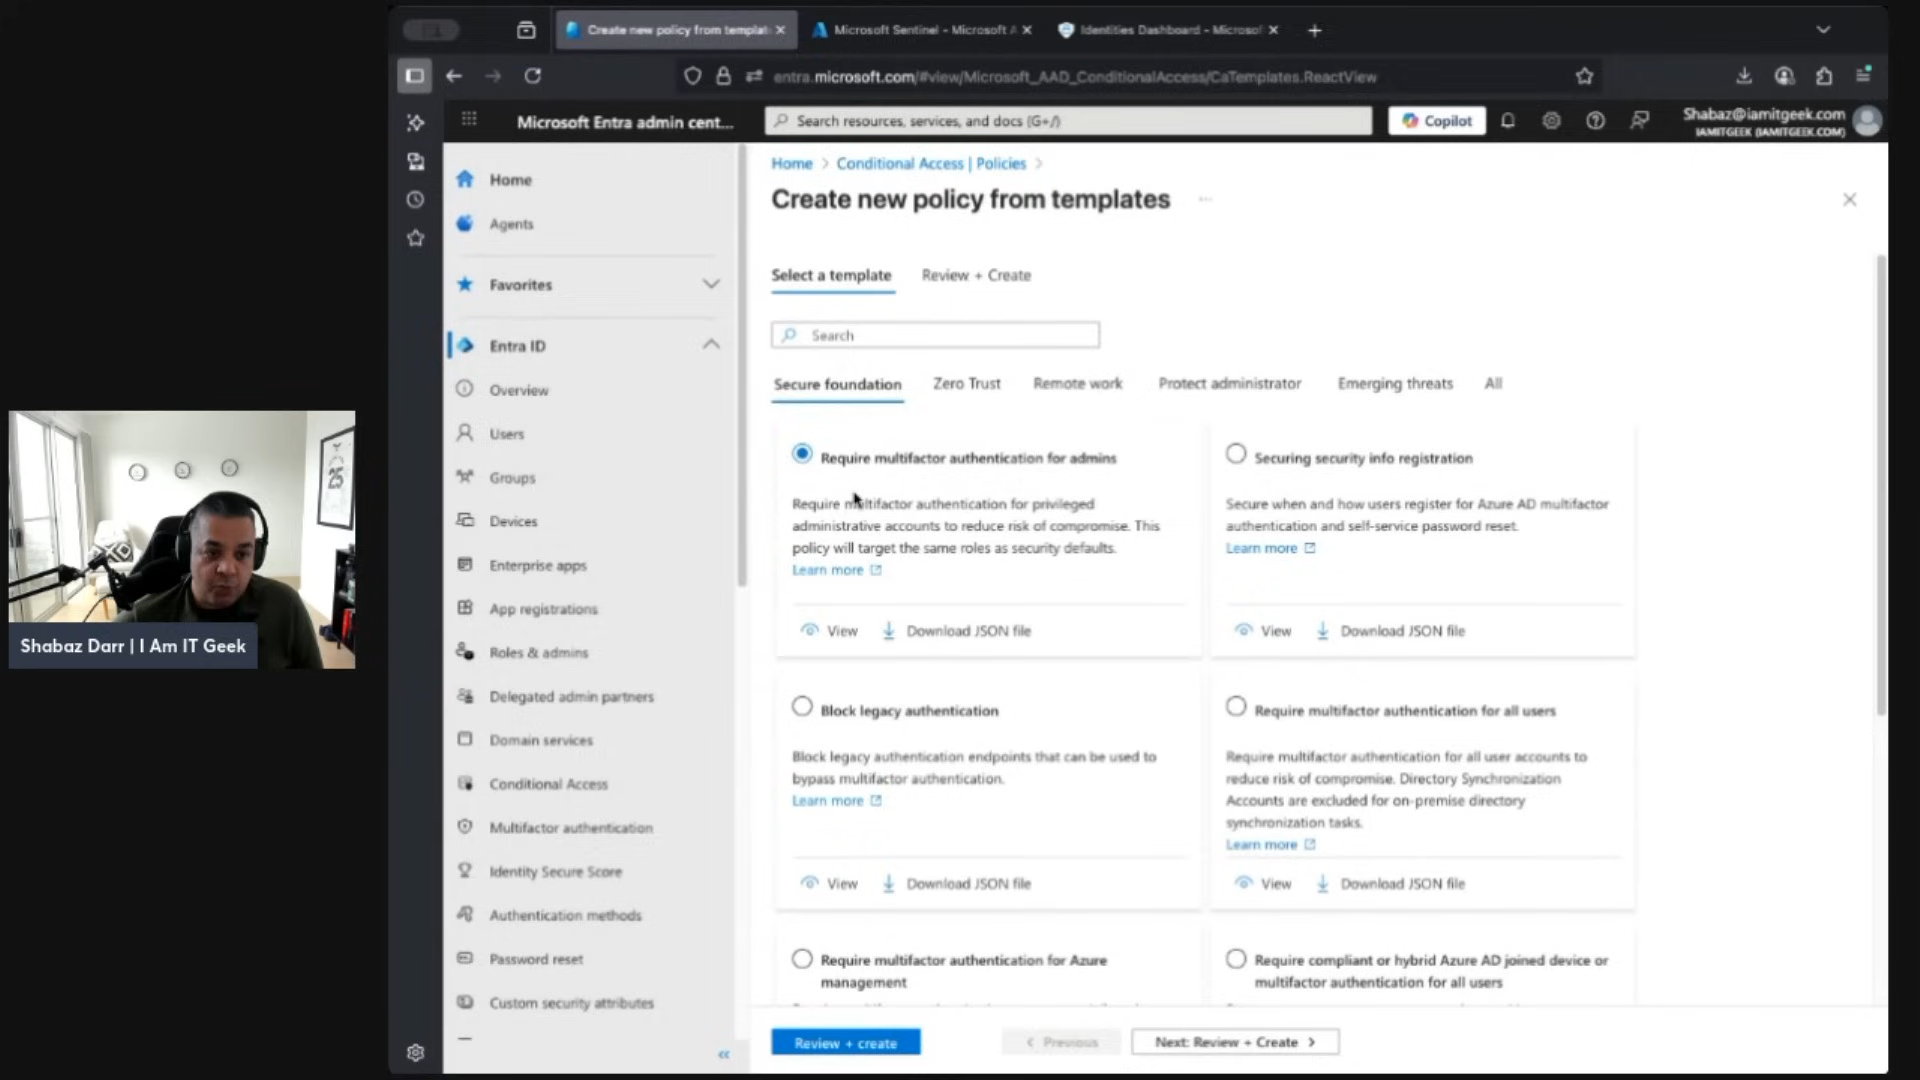 Create new policy from templat
Microsoft Sentinel - Microsoft A
Identities Dashboard - Microsof
entra.microsoft.com/#view/Microsoft_AAD_ConditionalAccess/CaTemplates.ReactView
Microsoft Entra admin cent...
Search resources, services, and docs (G+/)
Copilot
Shabaz@iamitgeek.com
IAMITGEEK (IAMITGEEK.COM)
Home
Agents
Favorites
Entra ID
Overview
Users
Groups
Devices
Enterprise apps
App registrations
Roles & admins
Delegated admin partners
Domain services
Conditional Access
Multifactor authentication
Identity Secure Score
Authentication methods
Password reset
Custom security attributes
Home > Conditional Access | Policies >
Create new policy from templates ...
Select a template
Review + Create
Search
Secure foundation
Zero Trust
Remote work
Protect administrator
Emerging threats
All
Require multifactor authentication for admins
Require multifactor authentication for privileged
administrative accounts to reduce risk of compromise. This
policy will target the same roles as security defaults.
Learn more
View
Download JSON file
Securing security info registration
Secure when and how users register for Azure AD multifactor
authentication and self-service password reset.
Learn more
View
Download JSON file
Block legacy authentication
Block legacy authentication endpoints that can be used to
bypass multifactor authentication.
Learn more
View
Download JSON file
Require multifactor authentication for all users
Require multifactor authentication for all user accounts to
reduce risk of compromise. Directory Synchronization
Accounts are excluded for on-premise directory
synchronization tasks.
Learn more
View
Download JSON file
Require multifactor authentication for Azure
management
Require compliant or hybrid Azure AD joined device or
multifactor authentication for all users
Review + create
< Previous
Next: Review + Create >
25
Shabaz Darr | I Am IT Geek